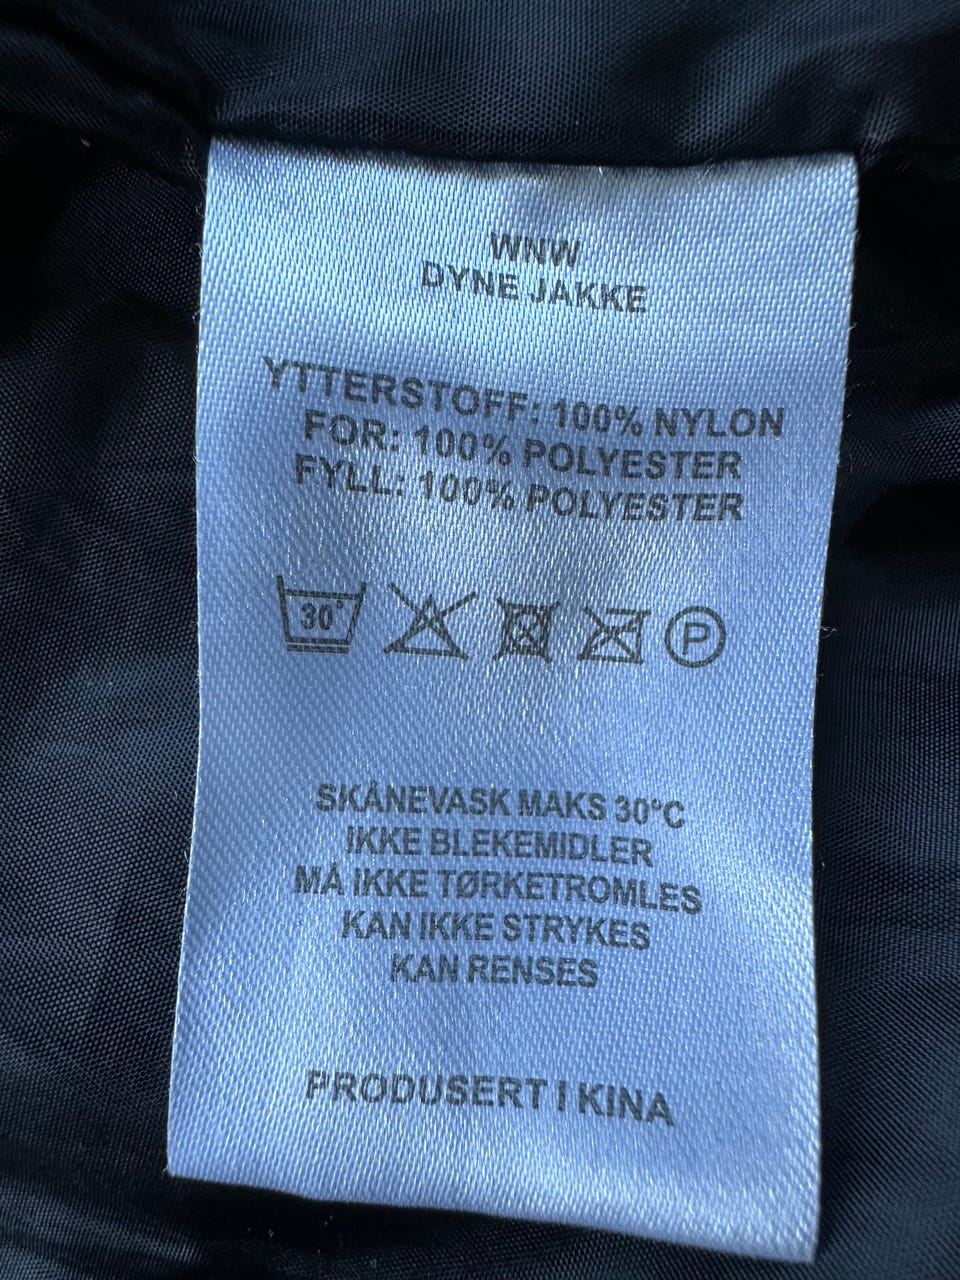 WNW
DYNE JAKKE
YTTERSTOFF: 100% NYLON
FOR: 100% POLYESTER
FYLL: 100% POLYESTER
30°
P
SKÅNEVASK MAKS 30°C
IKKE BLEKEMIDLER
MÅ IKKE TØRKETROMLES
KAN IKKE STRYKES
KAN RENSES
PRODUSERT I KINA